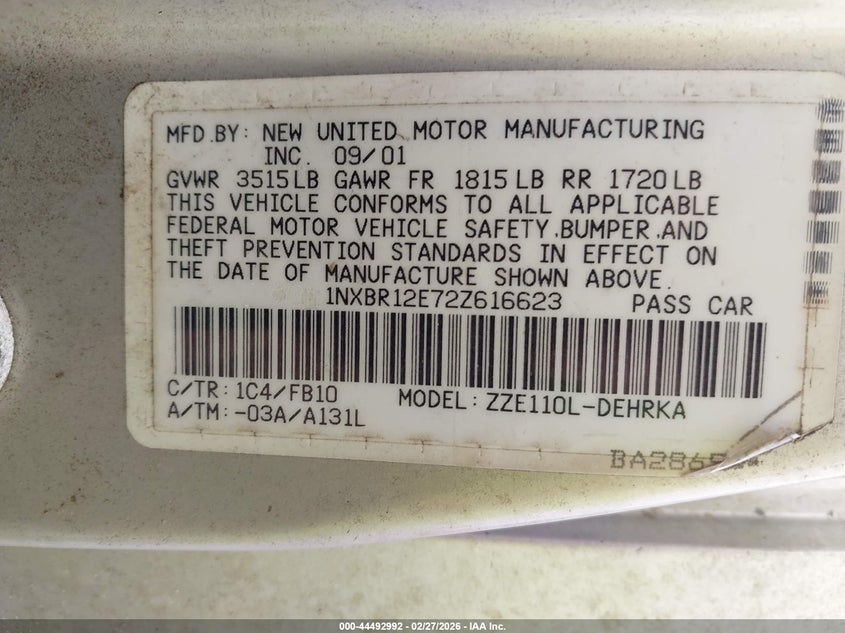 MFD.BY: NEW UNITED MOTOR MANUFACTURING
INC. 09/01
GVWR 3515LB GAWR FR 1815LB RR 1720LB
THIS VEHICLE CONFORMS TO ALL APPLICABLE
FEDERAL MOTOR VEHICLE SAFETY,BUMPER,AND
THEFT PREVENTION STANDARDS IN EFFECT ON
THE DATE OF MANUFACTURE SHOWN ABOVE.
1NXBR12E72Z616623 PASS CAR
C/TR: 1C4/FB10
A/TM: -03A/A131L
MODEL: ZZE110L-DEHRKA
000-44492992 - 02/27/2026 - IAA Inc.